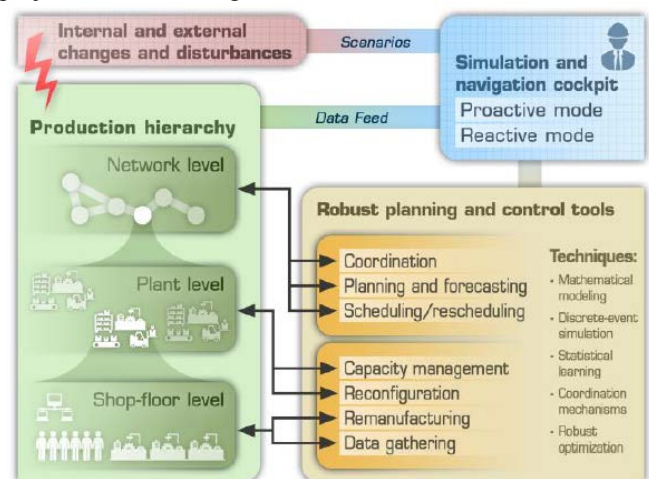 Internal and external
changes and disturbances
Scenarios
Simulation and
navigation cockpit
Proactive mode
Reactive mode
Data Feed
Production hierarchy
Network level
Plant level
Shop-floor level
Robust planning and control tools
Coordination
Planning and forecasting
Scheduling/rescheduling
Capacity management
Reconfiguration
Remanufacturing
Data gathering
Techniques:
• Mathematical
modeling
• Discrete-event
simulation
• Statistical
learning
• Coordination
mechanisms
• Robust
optimization